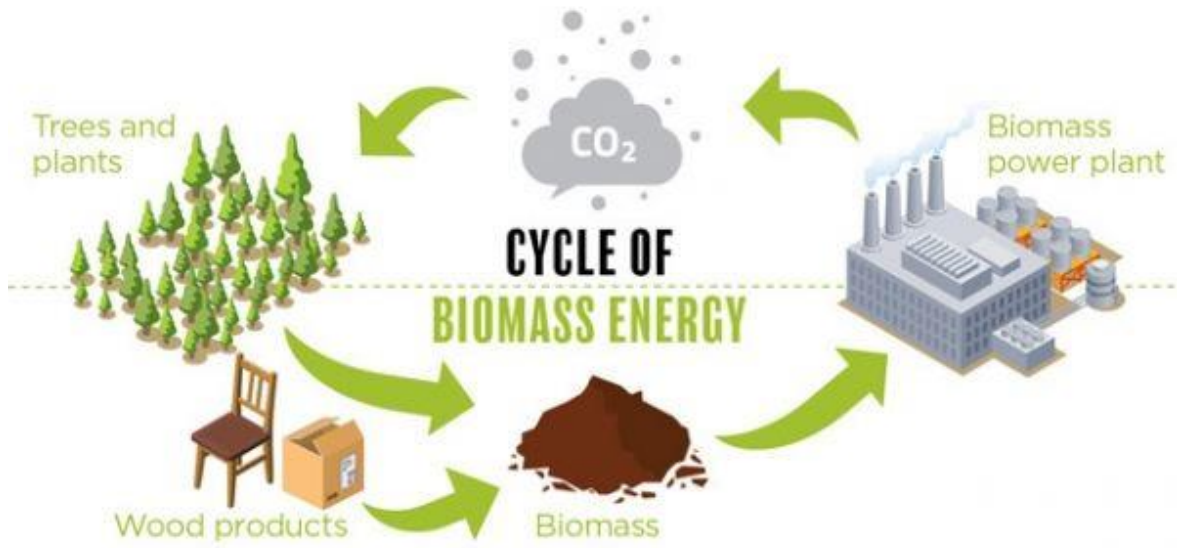 CO₂
Trees and
plants
Biomass
power plant
CYCLE OF
BIOMASS ENERGY
Wood products
Biomass